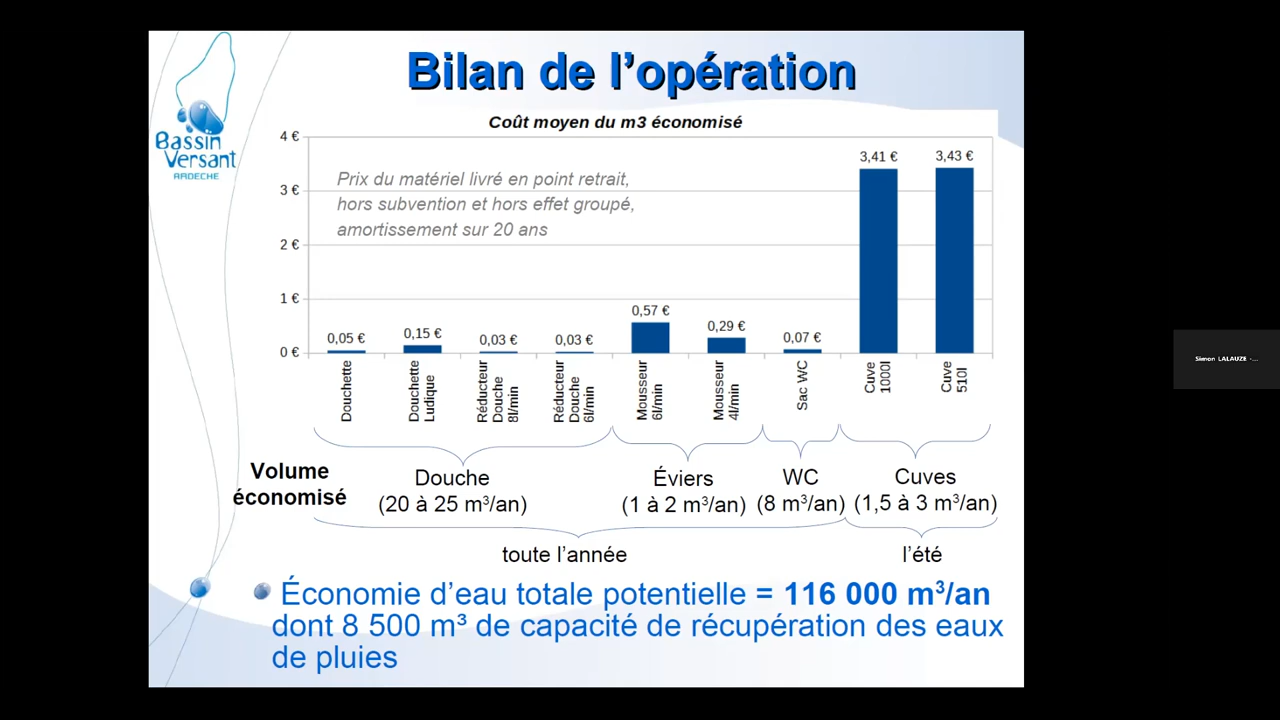 Bilan de l'opération
Bassin
Versant
ARDECHE
Coût moyen du m3 économisé
4 €
3 €
2 €
1 €
0 €
Prix du matériel livré en point retrait,
hors subvention et hors effet groupé,
amortissement sur 20 ans
0,05 €
0,15 €
0,03 €
0,03 €
0,57 €
0,29 €
0,07 €
3,41 €
3,43 €
Douchette
Douchette
Ludique
Réducteur
Douche
8l/min
Réducteur
Douche
6l/min
Mousseur
6l/min
Mousseur
4l/min
Sac WC
Cuve
1000l
Cuve
510l
Volume
économisé
Douche
(20 à 25 m³/an)
Éviers
(1 à 2 m³/an)
WC
(8 m³/an)
Cuves
(1,5 à 3 m³/an)
toute l'année
l'été
Économie d'eau totale potentielle = 116 000 m³/an
dont 8 500 m³ de capacité de récupération des eaux
de pluies
Simon LALAUZE -...